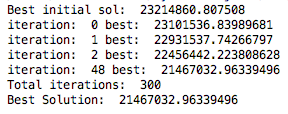 Best initial sol:  23214860.807508
iteration:  0 best:  23101536.83989681
iteration:  1 best:  22931537.74266797
iteration:  2 best:  22456442.223808628
iteration:  48 best:  21467032.96339496
Total iterations:  300
Best Solution:  21467032.96339496